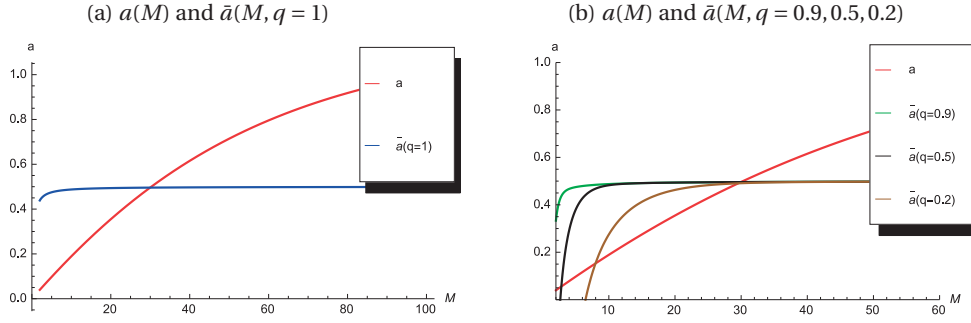 (a) a(M) and ā(M, q = 1)
a
1.0
0.8
0.6
0.4
0.2
0.0
0
20
40
60
80
100
M
a
ā(q=1)
(b) a(M) and ā(M, q = 0.9, 0.5, 0.2)
a
1.0
0.8
0.6
0.4
0.2
10
20
30
40
50
60
M
a
ā(q=0.9)
ā(q=0.5)
ā(q=0.2)